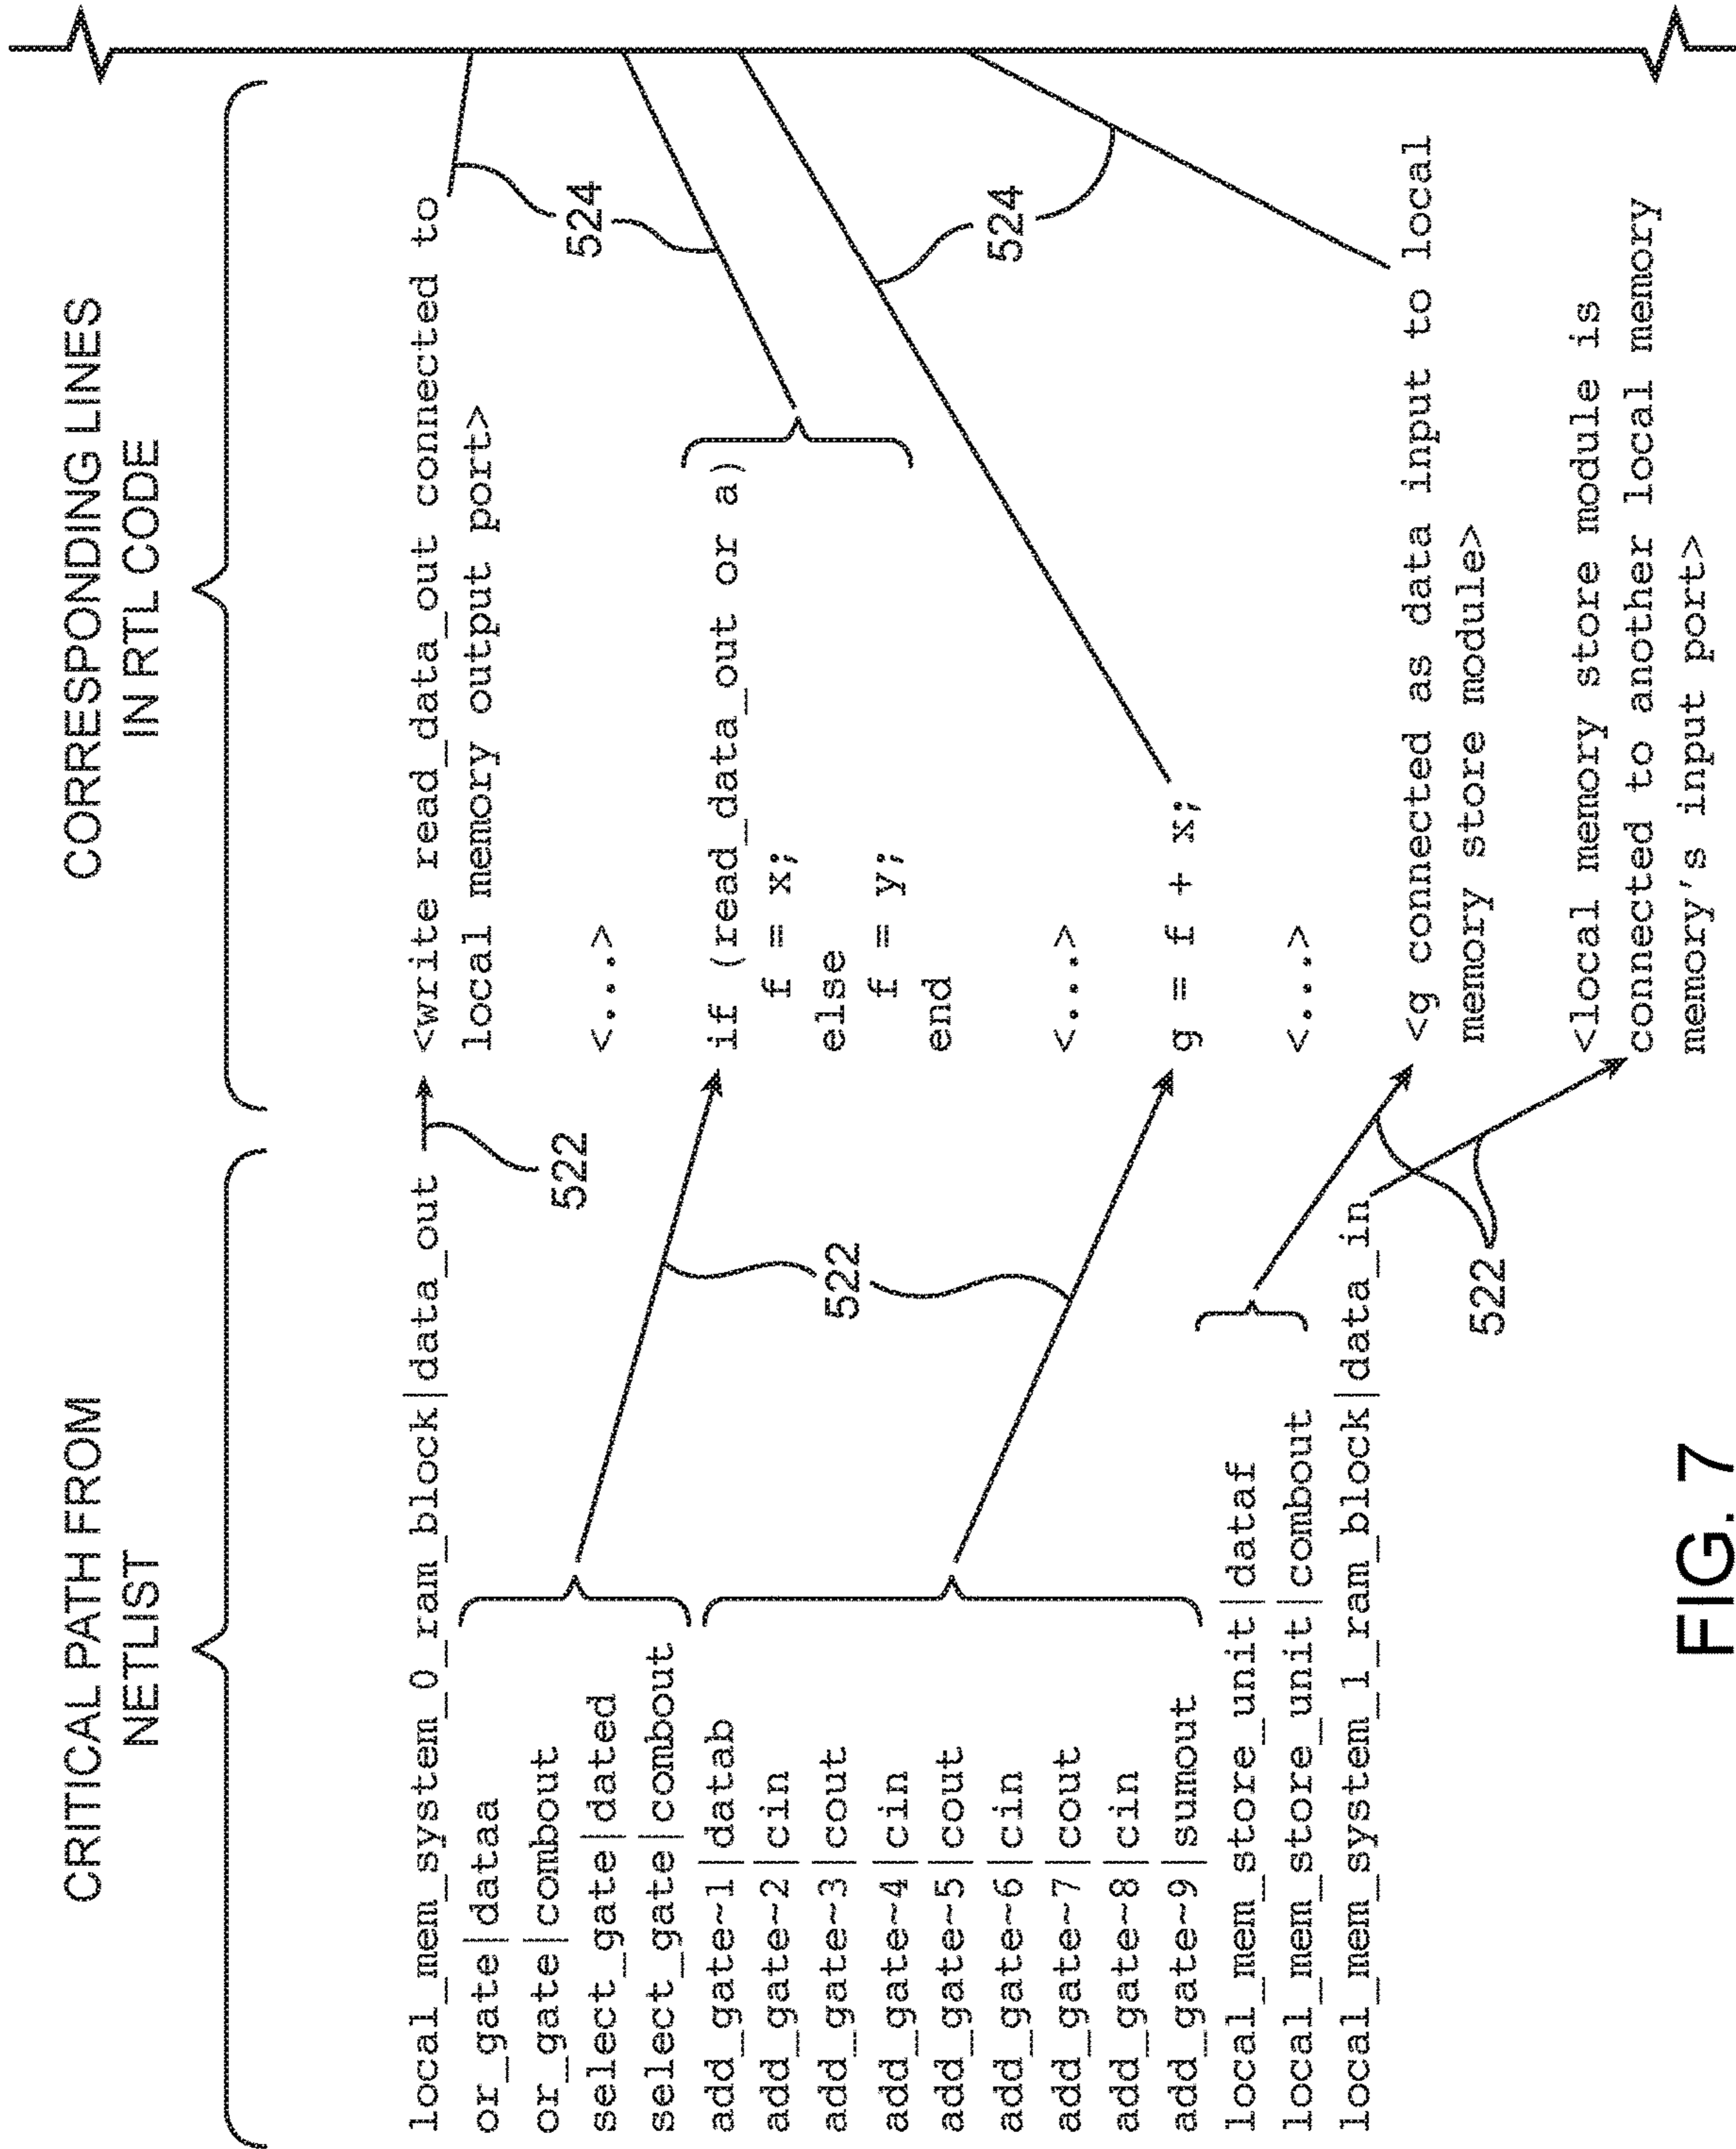 CRITICAL PATH FROM
NETLIST
local_mem_system_0_ram_block|data_out
or_gate|dataa
or_gate|combout
select_gate|dated
select_gate|combout
add_gate~1|datab
add_gate~2|cin
add_gate~3|cout
add_gate~4|cin
add_gate~5|cout
add_gate~6|cin
add_gate~7|cout
add_gate~8|cin
add_gate~9|sumout
local_mem_store_unit|dataf
local_mem_store_unit|combout
local_mem_system_1_ram_block|data_in
522
522
522
CORRESPONDING LINES
IN RTL CODE
<write read_data_out connected to
local memory output port>
<....>
if (read_data_out or a)
f = x;
else
f = y;
end
<....>
g = f + x;
<....>
<g connected as data input to local
memory store module>
<local memory store module is
connected to another local memory
memory's input port>
524
524
FIG. 7